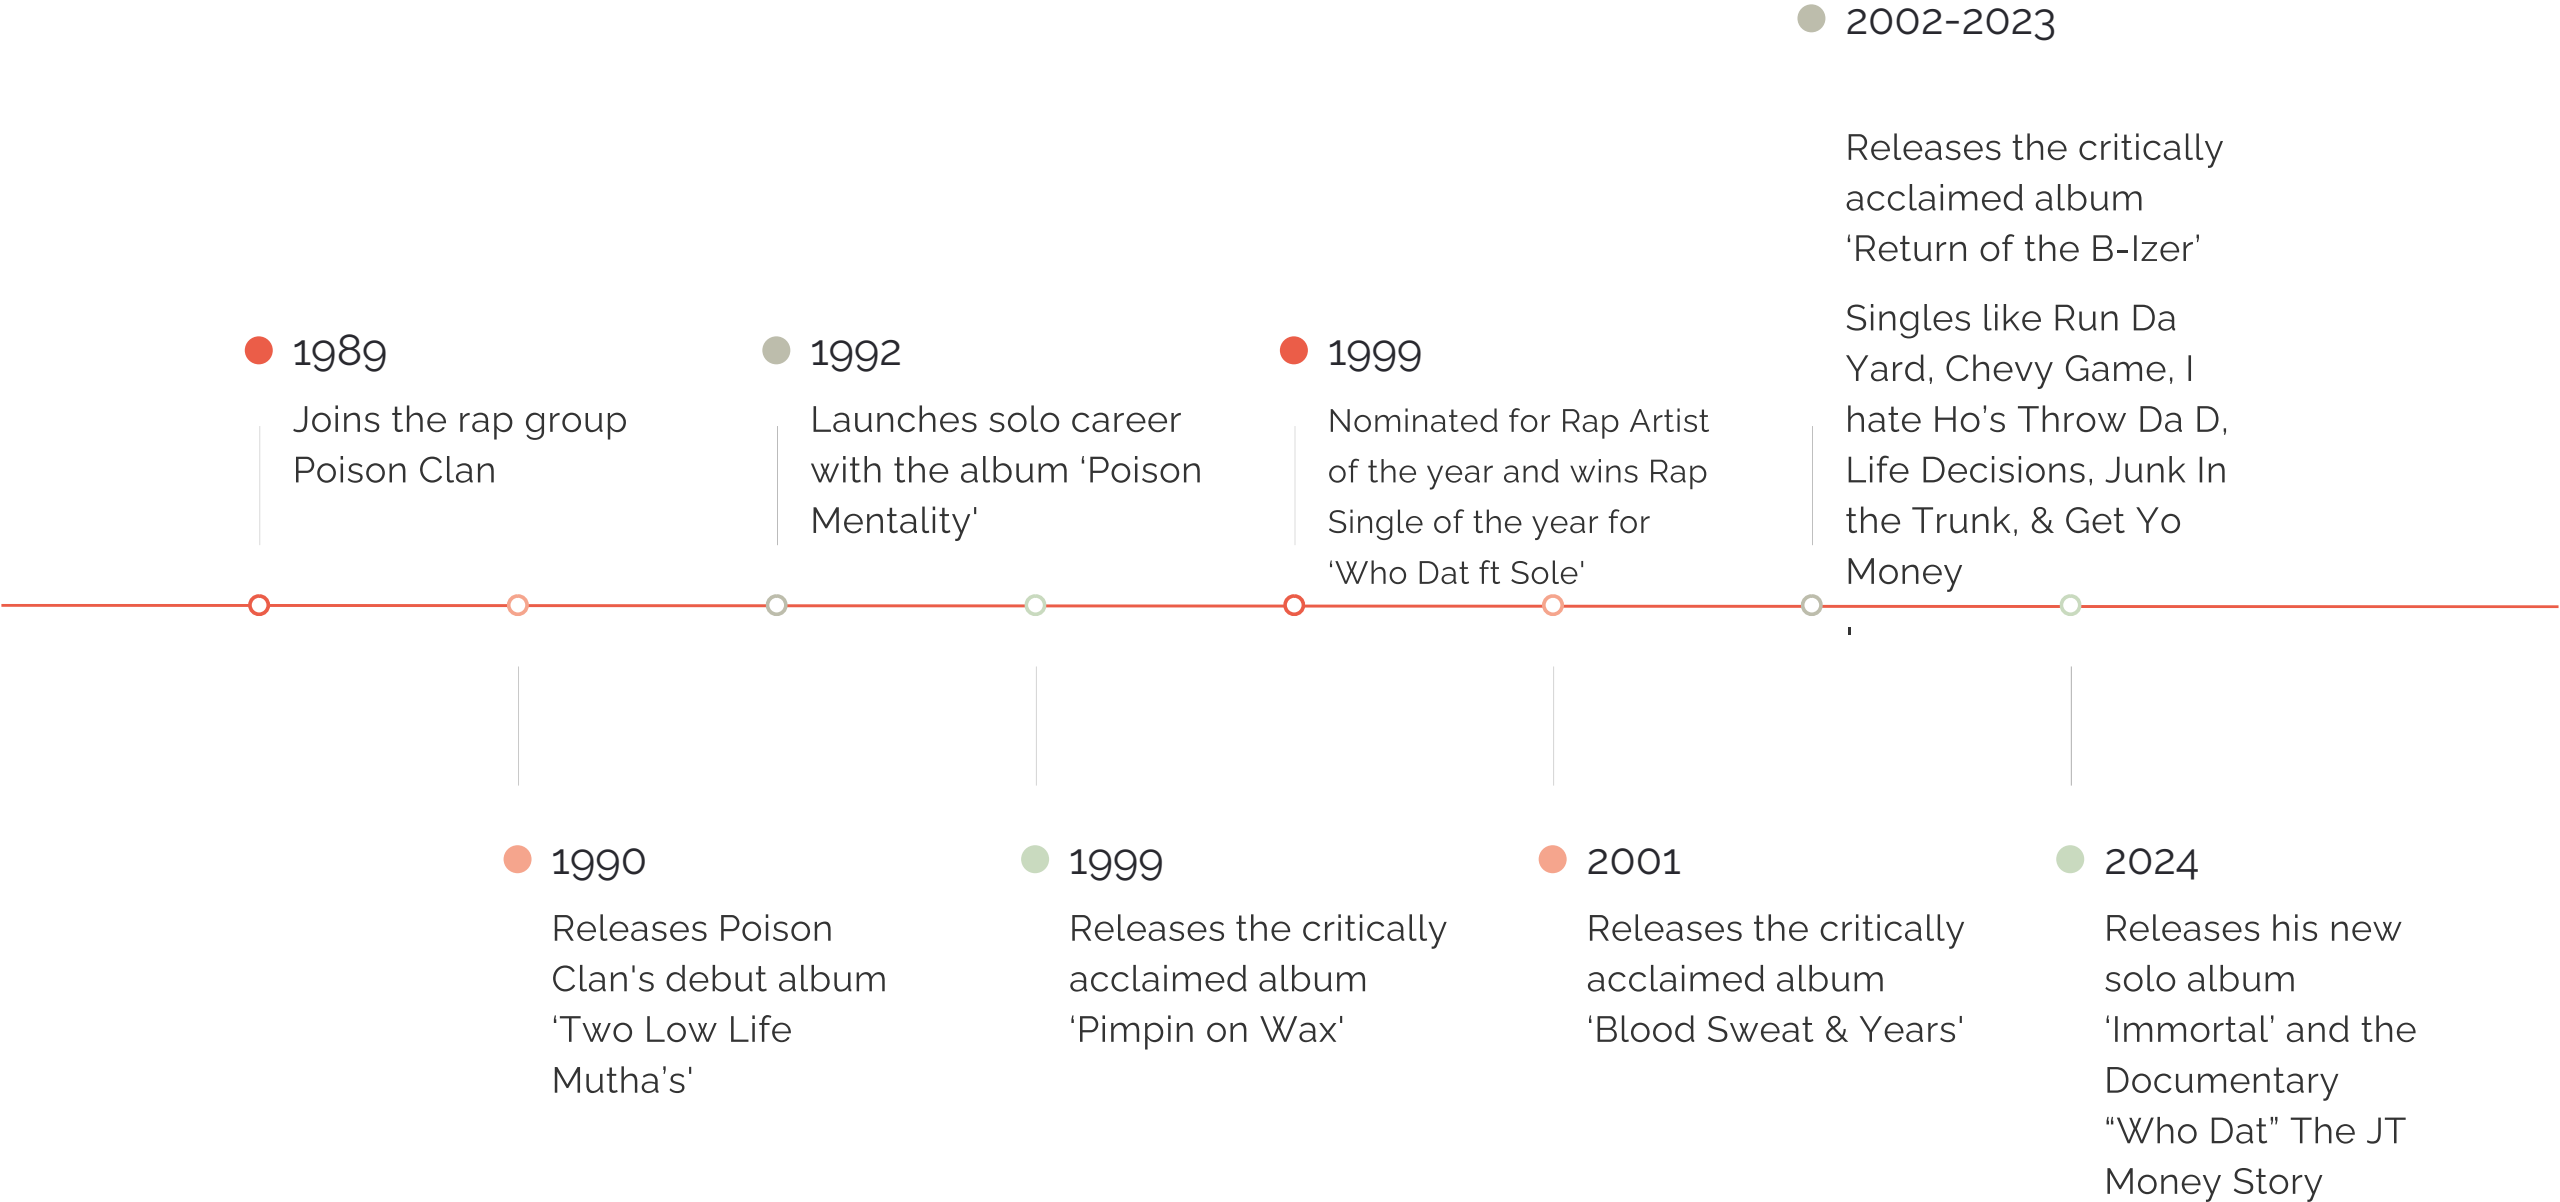 2002-2023
Releases the critically
acclaimed album
‘Return of the B-Izer’
Singles like Run Da
Yard, Chevy Game, I
hate Ho’s Throw Da D,
Life Decisions, Junk In
the Trunk, & Get Yo
Money
'
1989
Joins the rap group
Poison Clan
1992
Launches solo career
with the album ‘Poison
Mentality'
1999
Nominated for Rap Artist
of the year and wins Rap
Single of the year for
‘Who Dat ft Sole'
1990
Releases Poison
Clan's debut album
‘Two Low Life
Mutha’s'
1999
Releases the critically
acclaimed album
‘Pimpin on Wax'
2001
Releases the critically
acclaimed album
‘Blood Sweat & Years'
2024
Releases his new
solo album
‘Immortal’ and the
Documentary
“Who Dat” The JT
Money Story